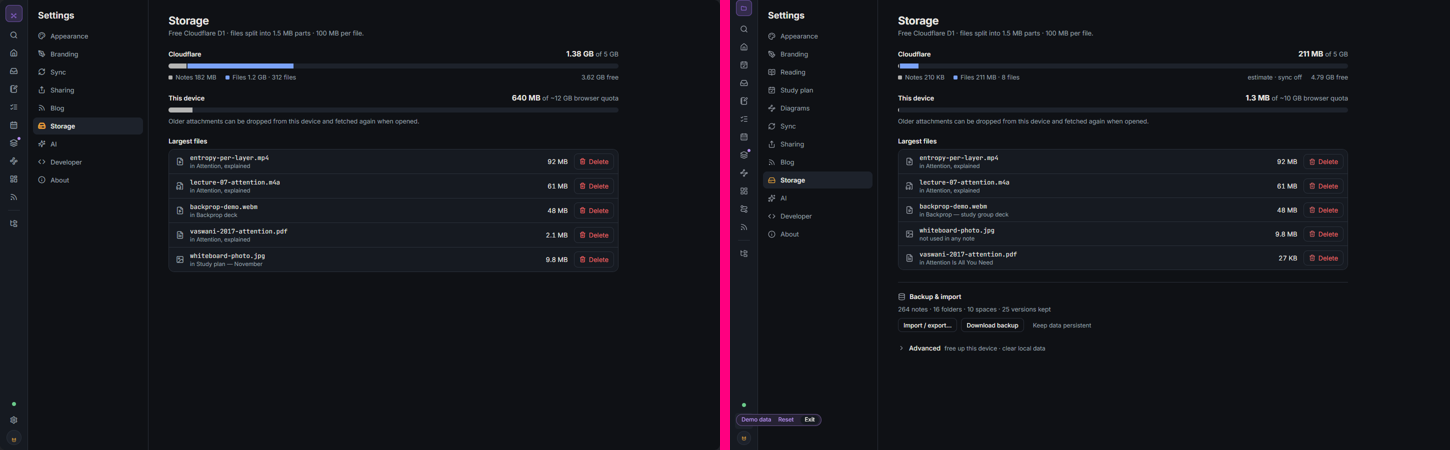 Settings
Appearance
Branding
Sync
Sharing
Blog
Storage
AI
Developer
About
Storage
Free Cloudflare D1 · files split into 1.5 MB parts · 100 MB per file.
Cloudflare 1.38 GB of 5 GB
Notes 182 MB Files 1.2 GB · 312 files 3.62 GB free
This device 640 MB of ~12 GB browser quota
Older attachments can be dropped from this device and fetched again when opened.
Largest files
entropy-per-layer.mp4
in Attention, explained
92 MB Delete
lecture-07-attention.m4a
in Attention, explained
61 MB Delete
backprop-demo.webm
in Backprop deck
48 MB Delete
vaswani-2017-attention.pdf
in Attention, explained
2.1 MB Delete
whiteboard-photo.jpg
in Study plan — November
9.8 MB Delete
Settings
Appearance
Branding
Reading
Study plan
Diagrams
Sync
Sharing
Blog
Storage
AI
Developer
About
Demo data Reset Exit
Storage
Free Cloudflare D1 · files split into 1.5 MB parts · 100 MB per file.
Cloudflare 211 MB of 5 GB
Notes 210 KB Files 211 MB · 8 files estimate · sync off 4.79 GB free
This device 1.3 MB of ~10 GB browser quota
Older attachments can be dropped from this device and fetched again when opened.
Largest files
entropy-per-layer.mp4
in Attention, explained
92 MB Delete
lecture-07-attention.m4a
in Attention, explained
61 MB Delete
backprop-demo.webm
in Backprop — study group deck
48 MB Delete
whiteboard-photo.jpg
not used in any note
9.8 MB Delete
vaswani-2017-attention.pdf
in Attention Is All You Need
27 KB Delete
Backup & import
264 notes · 16 folders · 10 spaces · 25 versions kept
Import / export... Download backup Keep data persistent
Advanced free up this device · clear local data